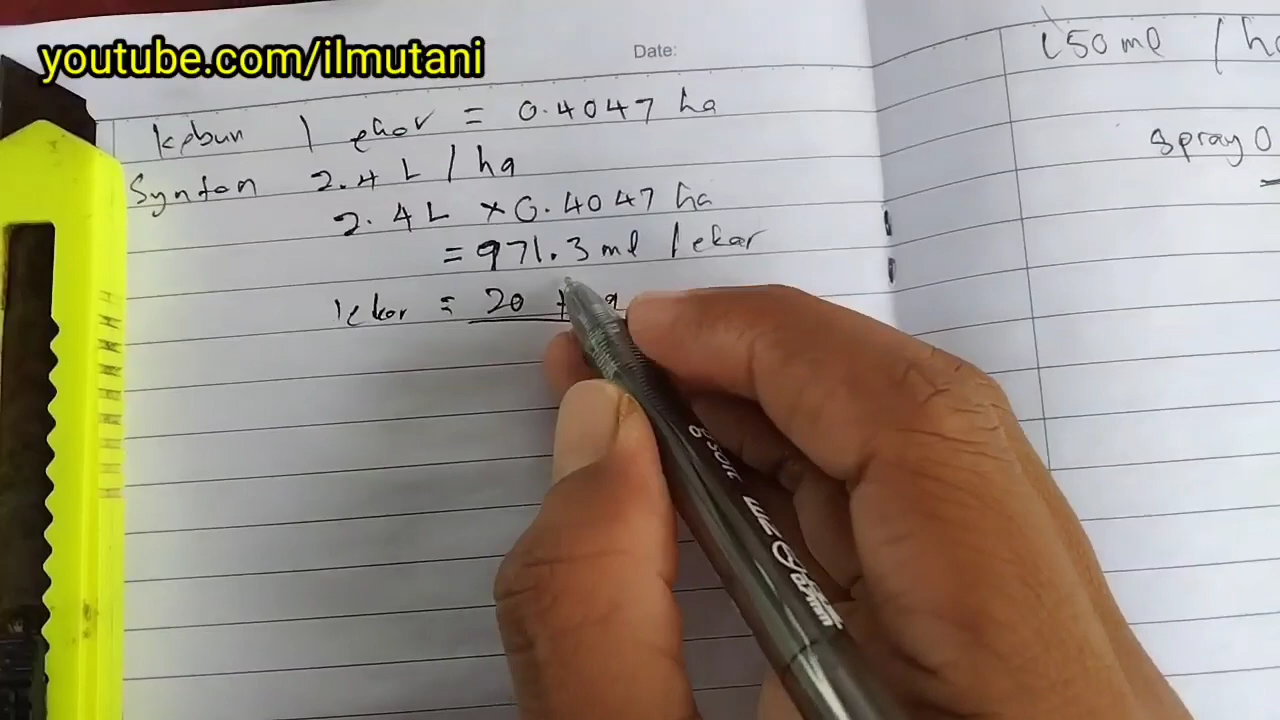 youtube.com/ilmutani
Date:
Kebun 1 ekar = 0.4047 ha
Synton 2.4 L / ha
2.4 L × 0.4047 ha
= 971.3 ml / ekar
1 ekar = 20
150 ml / ha
spray 0